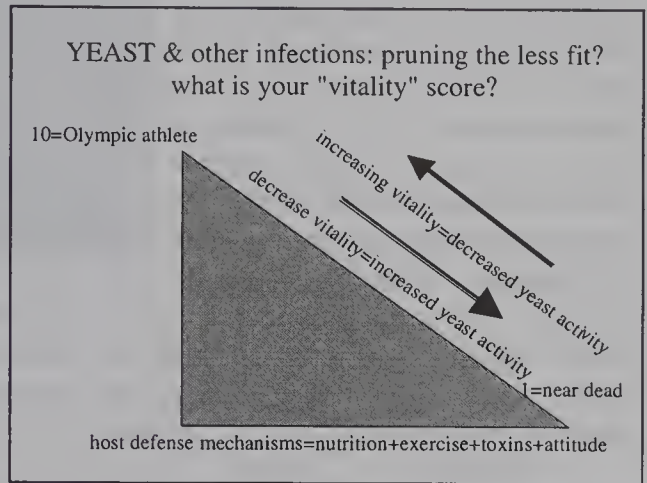 YEAST & other infections: pruning the less fit?
what is your "vitality" score?
10=Olympic athlete
increasing vitality=decreased yeast activity
decrease vitality=increased yeast activity
1=near dead
host defense mechanisms=nutrition+exercise+toxins+attitude